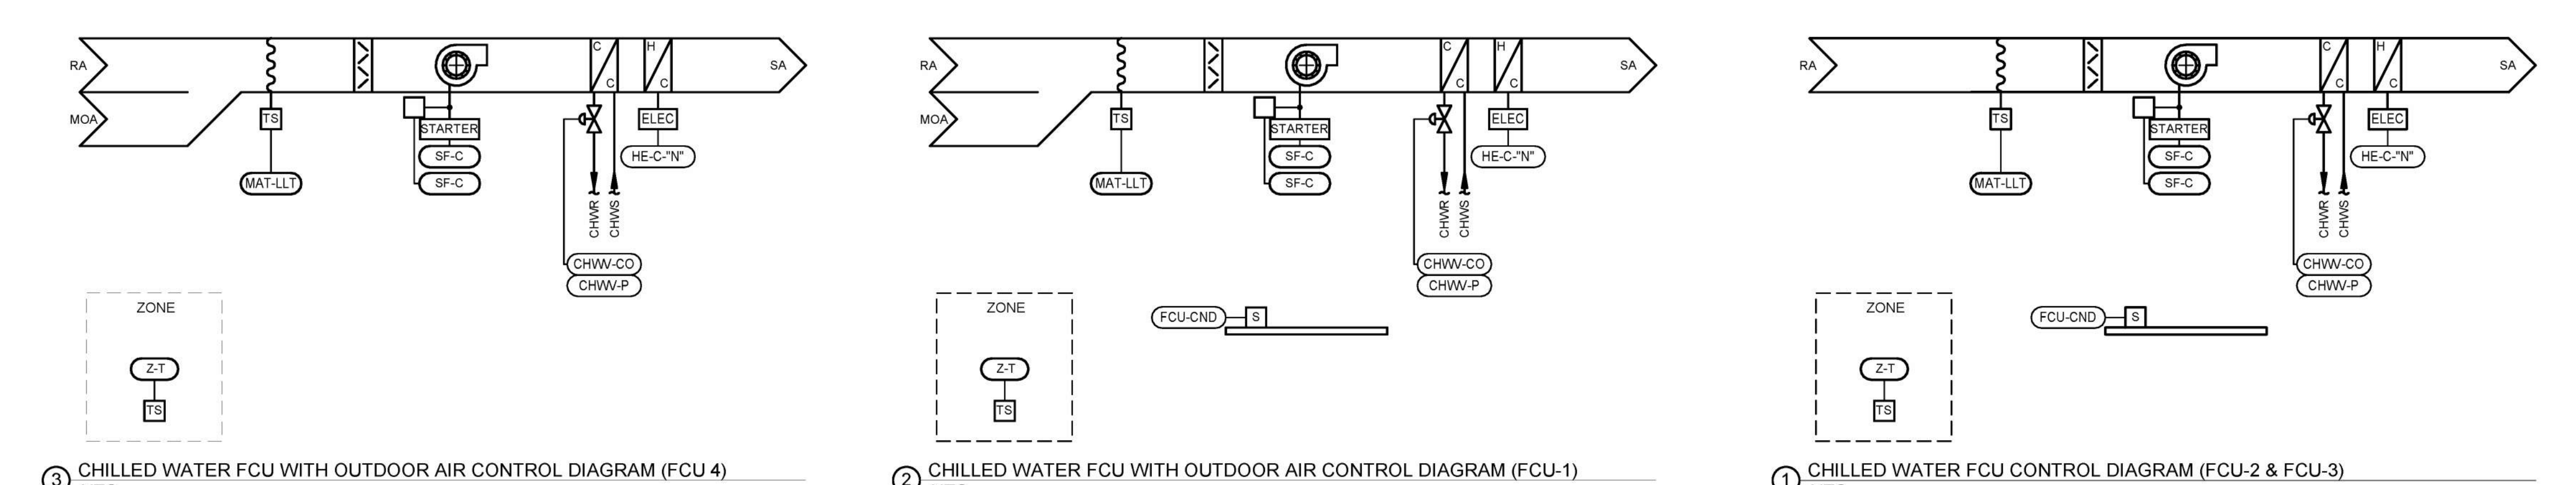 RA
MOA
TS
MAT-LLT
STARTER
SF-C
SF-C
C
C
H
C
ELEC
HE-C-"N"
SA
CHWR
CHWS
CHWV-CO
CHWV-P
ZONE
Z-T
TS
3 CHILLED WATER FCU WITH OUTDOOR AIR CONTROL DIAGRAM (FCU 4)
RA
MOA
TS
MAT-LLT
STARTER
SF-C
SF-C
C
C
H
C
ELEC
HE-C-"N"
SA
CHWR
CHWS
CHWV-CO
CHWV-P
FCU-CND
S
ZONE
Z-T
TS
2 CHILLED WATER FCU WITH OUTDOOR AIR CONTROL DIAGRAM (FCU-1)
RA
TS
MAT-LLT
STARTER
SF-C
SF-C
C
C
H
C
ELEC
HE-C-"N"
SA
CHWR
CHWS
CHWV-CO
CHWV-P
FCU-CND
S
ZONE
Z-T
TS
1 CHILLED WATER FCU CONTROL DIAGRAM (FCU-2 & FCU-3)